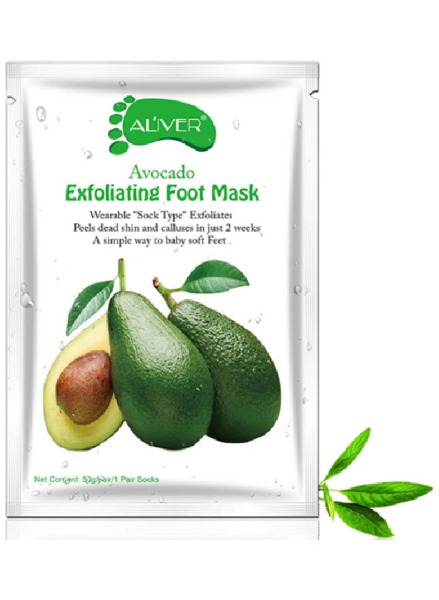 ALIVER®
Avocado
Exfoliating Foot Mask
Wearable "Sock Type" Exfoliates
Peels dead skin and calluses in just 2 weeks
A simple way to baby soft Feet
Net Content: 50g/pair/1 Pair Socks